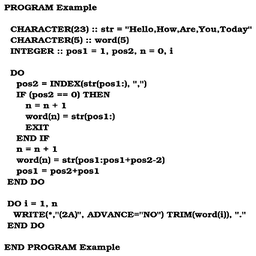 PROGRAM Example
CHARACTER(23) :: str = "Hello,How,Are,You,Today"
CHARACTER(5) :: word(5)
INTEGER :: pos1 = 1, pos2, n = 0, i
DO
pos2 = INDEX(str(pos1:), ",")
IF (pos2 == 0) THEN
n = n + 1
word(n) = str(pos1:)
EXIT
END IF
n = n + 1
word(n) = str(pos1:pos1+pos2-2)
pos1 = pos2+pos1
END DO
DO i = 1, n
WRITE(*,"(2A)", ADVANCE="NO") TRIM(word(i)), "."
END DO
END PROGRAM Example